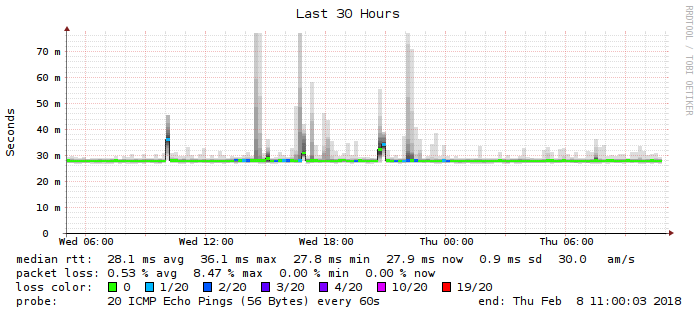 Last 30 Hours
RRDTOOL / TOBI OETIKER
Seconds
70 m
60 m
50 m
40 m
30 m
20 m
10 m
0
Wed 06:00 Wed 12:00 Wed 18:00 Thu 00:00 Thu 06:00
median rtt: 28.1 ms avg 36.1 ms max 27.8 ms min 27.9 ms now 0.9 ms sd 30.0 am/s
packet loss: 0.53 % avg 8.47 % max 0.00 % min 0.00 % now
loss color: 0 1/20 2/20 3/20 4/20 10/20 19/20
probe: 20 ICMP Echo Pings (56 Bytes) every 60s end: Thu Feb 8 11:00:03 2018